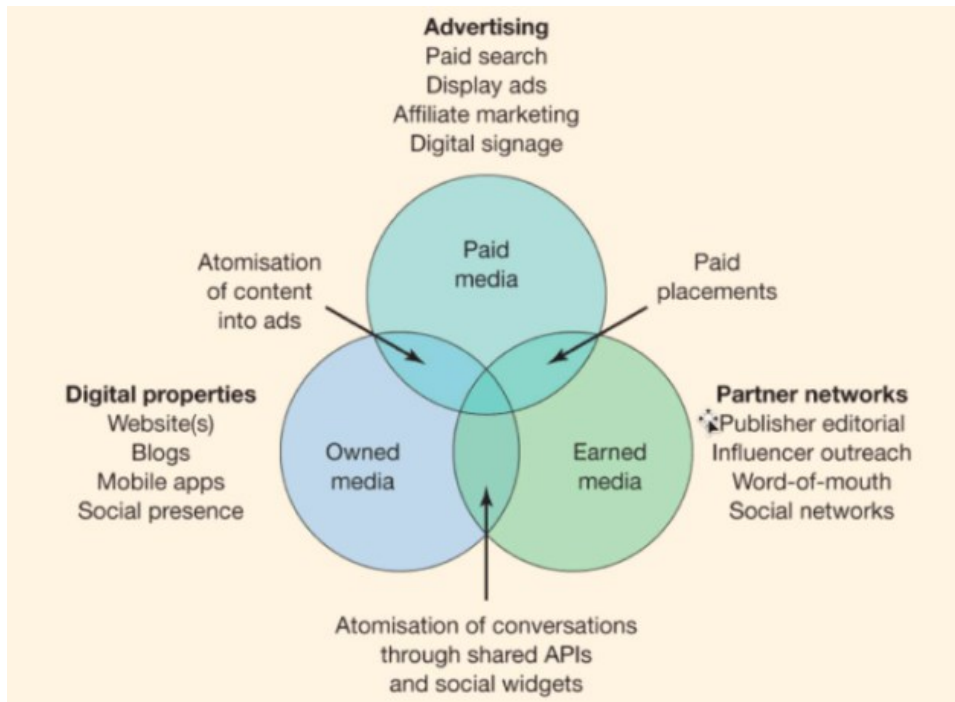 Advertising
Paid search
Display ads
Affiliate marketing
Digital signage
Paid
media
Atomisation
of content
into ads
Paid
placements
Digital properties
Website(s)
Blogs
Mobile apps
Social presence
Owned
media
Earned
media
Partner networks
Publisher editorial
Influencer outreach
Word-of-mouth
Social networks
Atomisation of conversations
through shared APIs
and social widgets